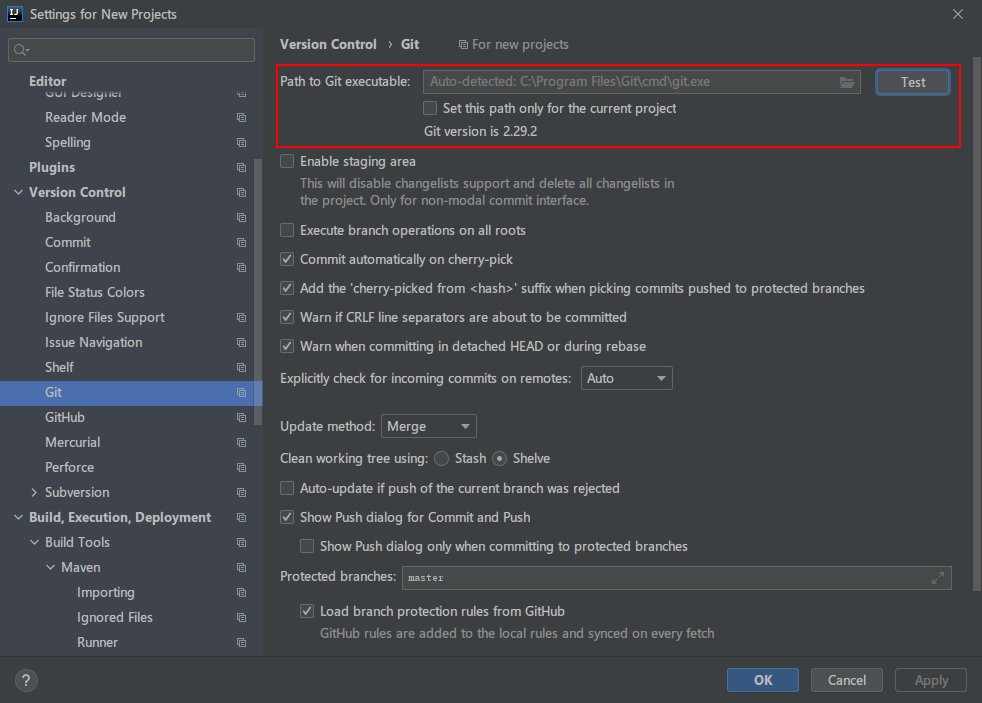 IJ
Settings for New Projects
Editor
GUI Designer
Reader Mode
Spelling
Plugins
Version Control
Background
Commit
Confirmation
File Status Colors
Ignore Files Support
Issue Navigation
Shelf
Git
GitHub
Mercurial
Perforce
Subversion
Build, Execution, Deployment
Build Tools
Maven
Importing
Ignored Files
Runner
Version Control › Git
For new projects
Path to Git executable: Auto-detected: C:\Program Files\Git\cmd\git.exe Test
Set this path only for the current project
Git version is 2.29.2
Enable staging area
This will disable changelists support and delete all changelists in
the project. Only for non-modal commit interface.
Execute branch operations on all roots
Commit automatically on cherry-pick
Add the 'cherry-picked from <hash>' suffix when picking commits pushed to protected branches
Warn if CRLF line separators are about to be committed
Warn when committing in detached HEAD or during rebase
Explicitly check for incoming commits on remotes: Auto
Update method: Merge
Clean working tree using: Stash Shelve
Auto-update if push of the current branch was rejected
Show Push dialog for Commit and Push
Show Push dialog only when committing to protected branches
Protected branches: master
Load branch protection rules from GitHub
GitHub rules are added to the local rules and synced on every fetch
?
OK Cancel Apply